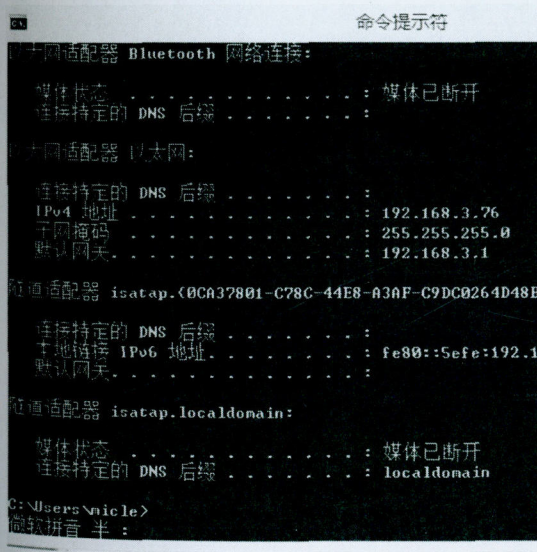 命令提示符
以太网适配器 Bluetooth 网络连接:
媒体状态 . . . . . . . . . . . . : 媒体已断开
连接特定的 DNS 后缀 . . . . . . . :
以太网适配器 以太网:
连接特定的 DNS 后缀 . . . . . . . :
IPv4 地址 . . . . . . . . . . . . : 192.168.3.76
子网掩码 . . . . . . . . . . . . : 255.255.255.0
默认网关. . . . . . . . . . . . . : 192.168.3.1
隧道适配器 isatap.{0CA37801-C78C-44E8-A3AF-C9DC0264D48B
连接特定的 DNS 后缀 . . . . . . . :
本地链接 IPv6 地址. . . . . . . . : fe80::5efe:192.1
默认网关. . . . . . . . . . . . . :
隧道适配器 isatap.localdomain:
媒体状态 . . . . . . . . . . . . : 媒体已断开
连接特定的 DNS 后缀 . . . . . . . : localdomain
C:\Users\micle>
微软拼音 半 :